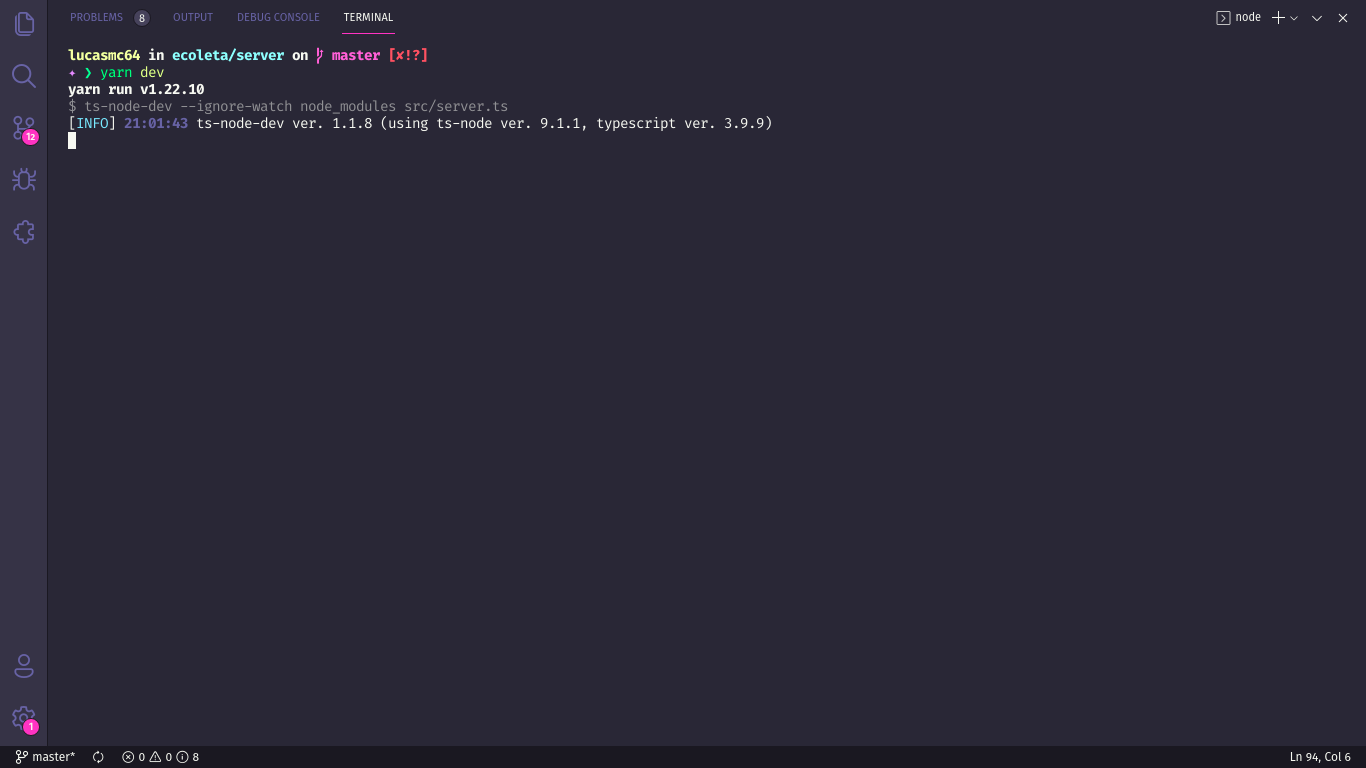 PROBLEMS 8 OUTPUT DEBUG CONSOLE TERMINAL node
lucasmc64 in ecoleta/server on master [✘!?]
✦ ❯ yarn dev
yarn run v1.22.10
$ ts-node-dev --ignore-watch node_modules src/server.ts
[INFO] 21:01:43 ts-node-dev ver. 1.1.8 (using ts-node ver. 9.1.1, typescript ver. 3.9.9)
12
1
master* 0 0 8 Ln 94, Col 6